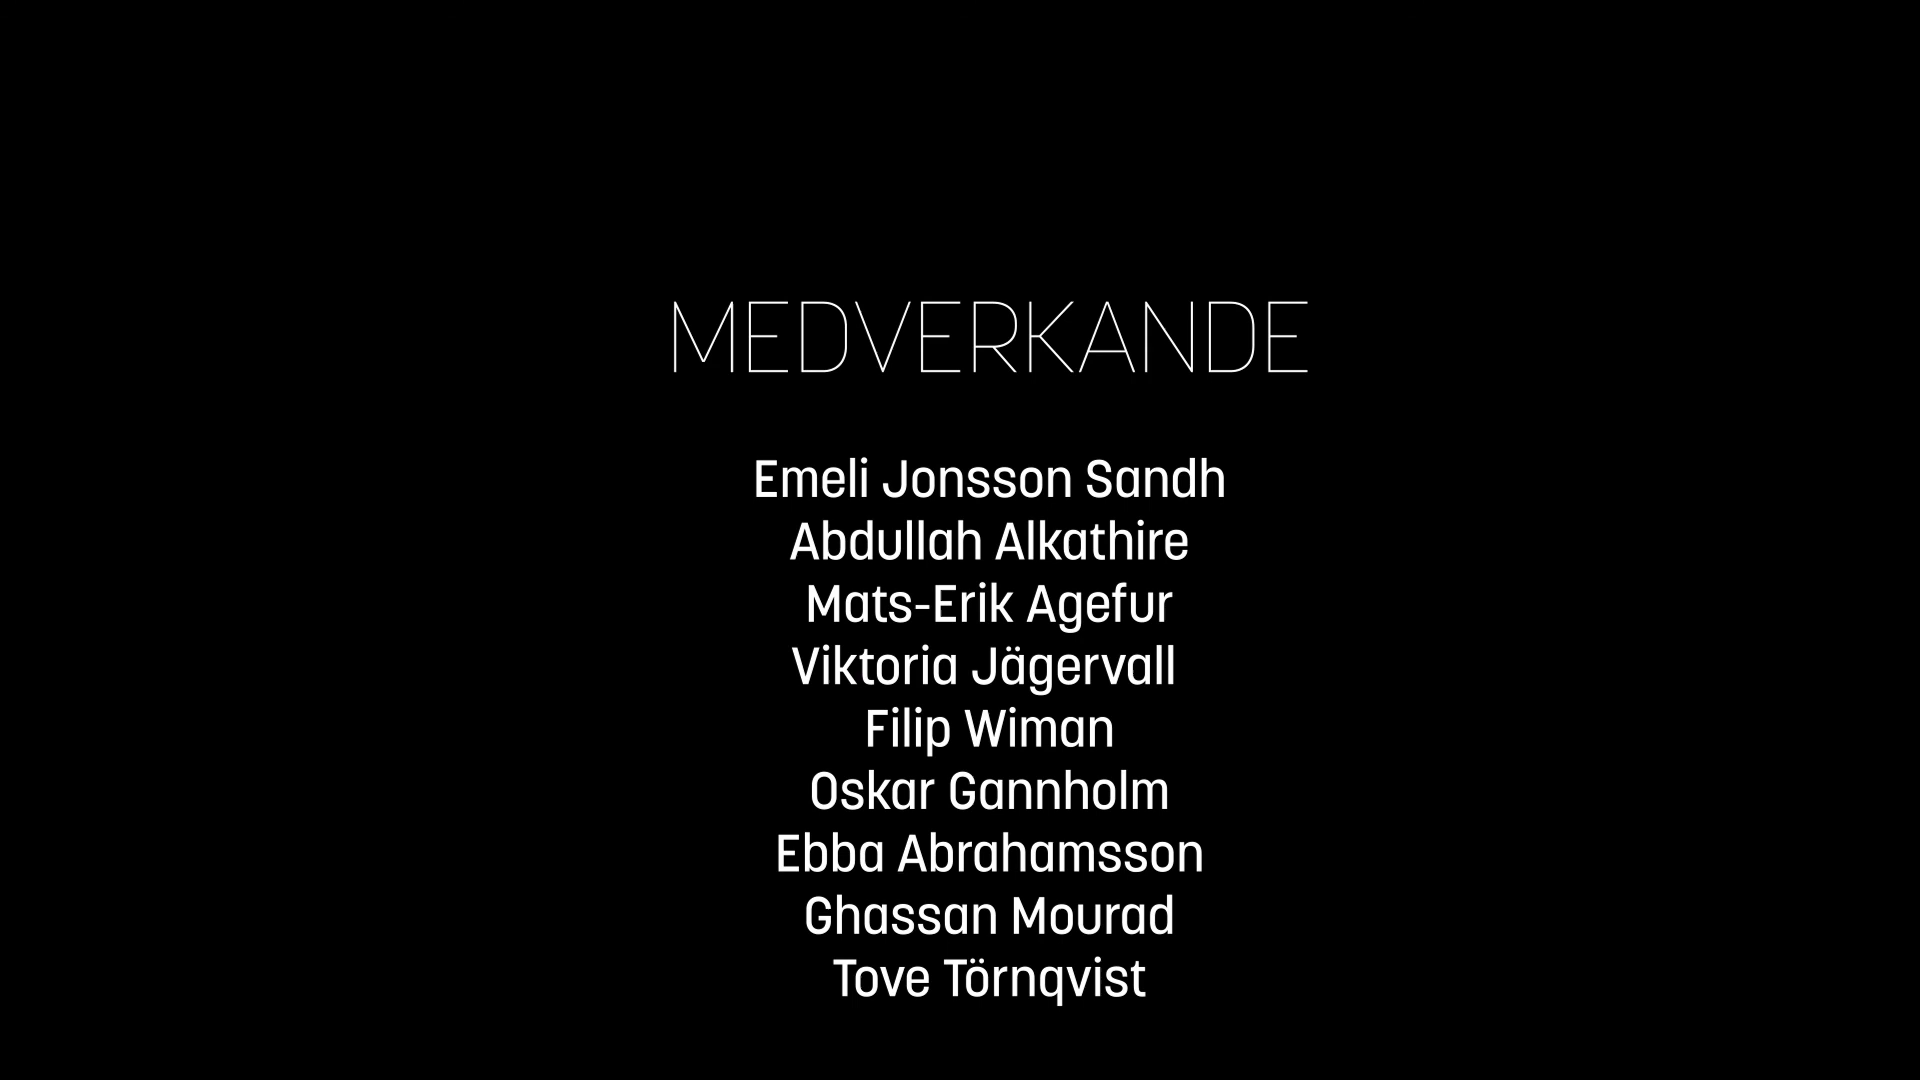 MEDVERKANDE
Emeli Jonsson Sandh
Abdullah Alkathire
Mats-Erik Agefur
Viktoria Jägervall
Filip Wiman
Oskar Gannholm
Ebba Abrahamsson
Ghassan Mourad
Tove Törnqvist